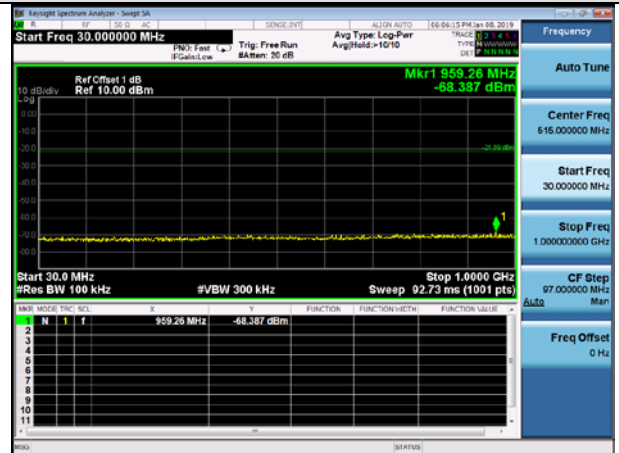 Keysight Spectrum Analyzer - Swept SA
R RF 50 Ω AC SENSE:INT ALIGN AUTO 06:06:15 PM Jan 08, 2019
Start Freq 30.000000 MHz
PNO: Fast
IFGain:Low
Trig: Free Run
#Atten: 20 dB
Avg Type: Log-Pwr
Avg|Hold:>10/10
TRACE 1 2 3 4 5 6
TYPE M WWWWW
DET P NNNNN
Frequency
Auto Tune
Center Freq
515.000000 MHz
Start Freq
30.000000 MHz
Stop Freq
1.000000000 GHz
CF Step
97.000000 MHz
Auto Man
Freq Offset
0 Hz
Ref Offset 1 dB
10 dB/div Ref 10.00 dBm
Log
Mkr1 959.26 MHz
-68.387 dBm
0.00
-10.0
-20.0
-30.0
-40.0
-50.0
-60.0
-70.0
-80.0
1
Start 30.0 MHz Stop 1.0000 GHz
#Res BW 100 kHz #VBW 300 kHz Sweep 92.73 ms (1001 pts)
MKR MODE TRC SCL X Y FUNCTION FUNCTION WIDTH FUNCTION VALUE
1 N 1 f 959.26 MHz -68.387 dBm
2
3
4
5
6
7
8
9
10
11
MSG STATUS